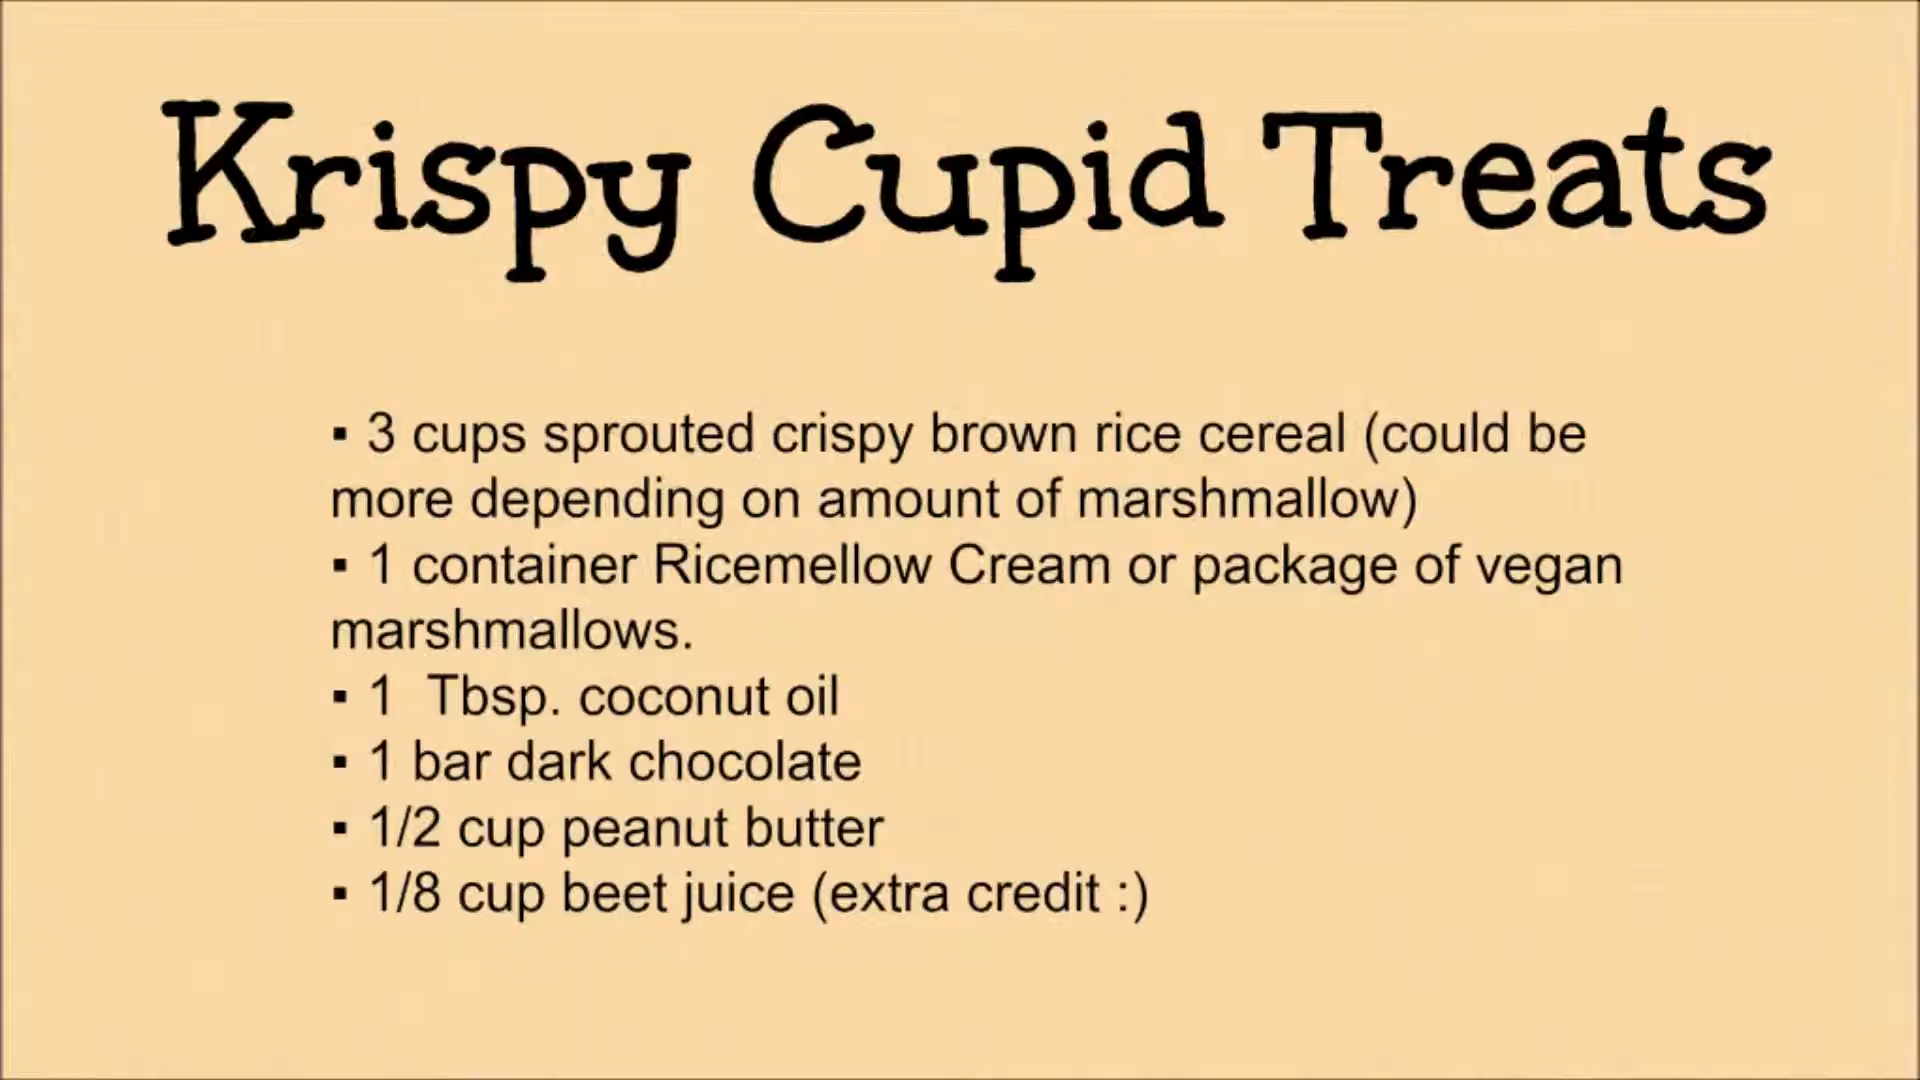 Krispy Cupid Treats
▪ 3 cups sprouted crispy brown rice cereal (could be
more depending on amount of marshmallow)
▪ 1 container Ricemellow Cream or package of vegan
marshmallows.
▪ 1  Tbsp. coconut oil
▪ 1 bar dark chocolate
▪ 1/2 cup peanut butter
▪ 1/8 cup beet juice (extra credit :)